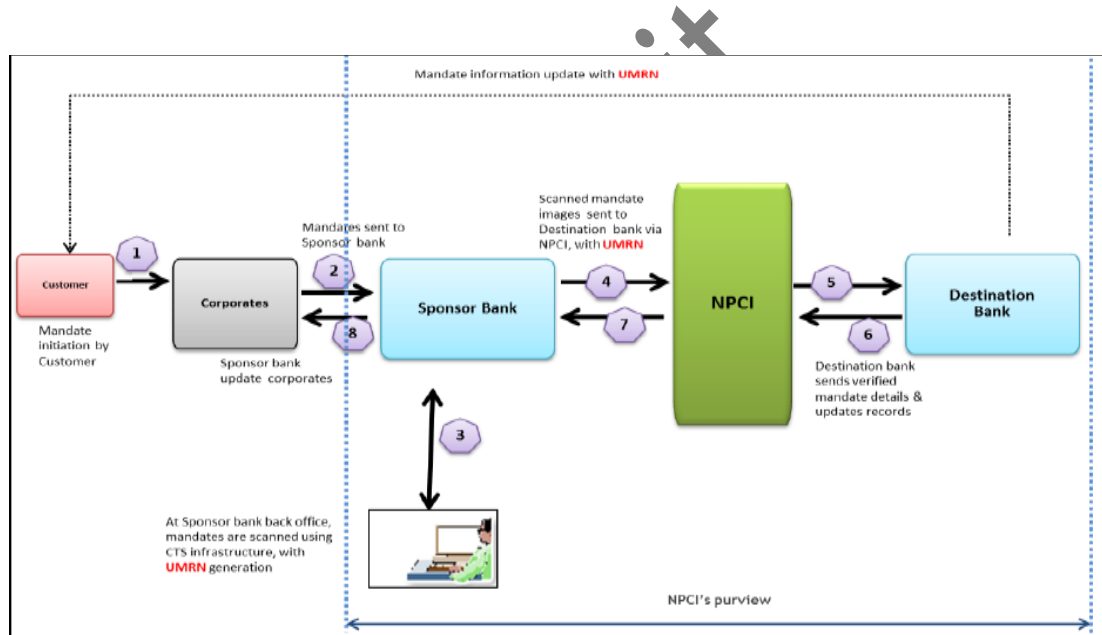 it
Mandate information update with UMRN
Customer
Mandate
initiation by
Customer
1
Corporates
Mandates sent to
Sponsor bank
2
8
Sponsor bank
update corporates
Sponsor Bank
3
At Sponsor bank back office,
mandates are scanned using
CTS infrastructure, with
UMRN generation
Scanned mandate
images sent to
Destination bank via
NPCI, with UMRN
4
7
NPCI
5
6
Destination bank
sends verified
mandate details &
updates records
Destination
Bank
NPCI's purview